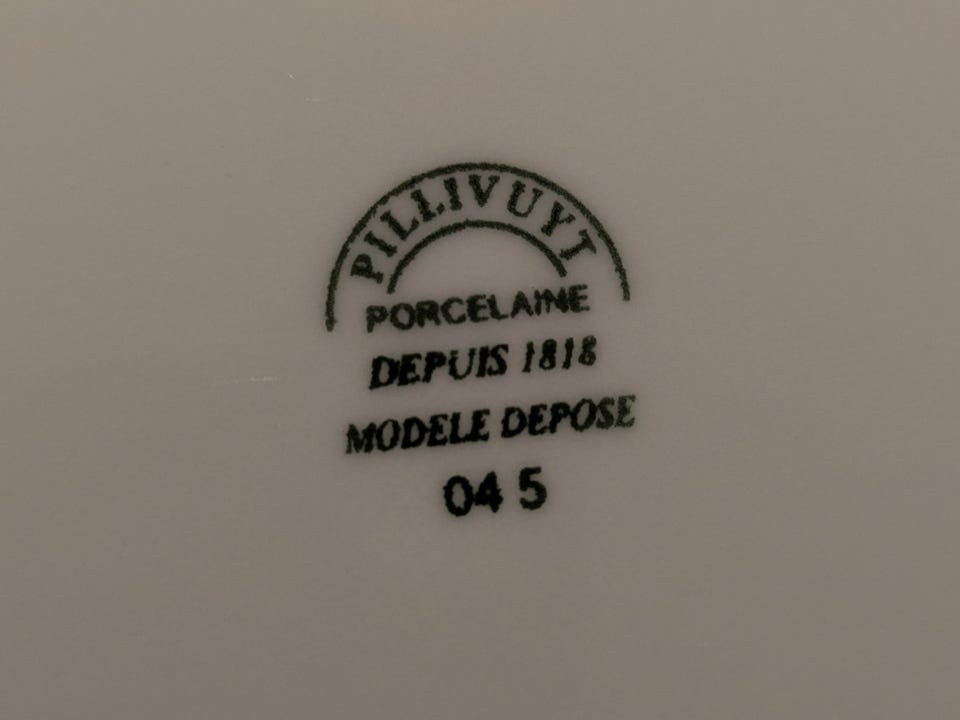 PILLIVUYT
PORCELAINE
DEPUIS 1818
MODELE DEPOSE
04 5